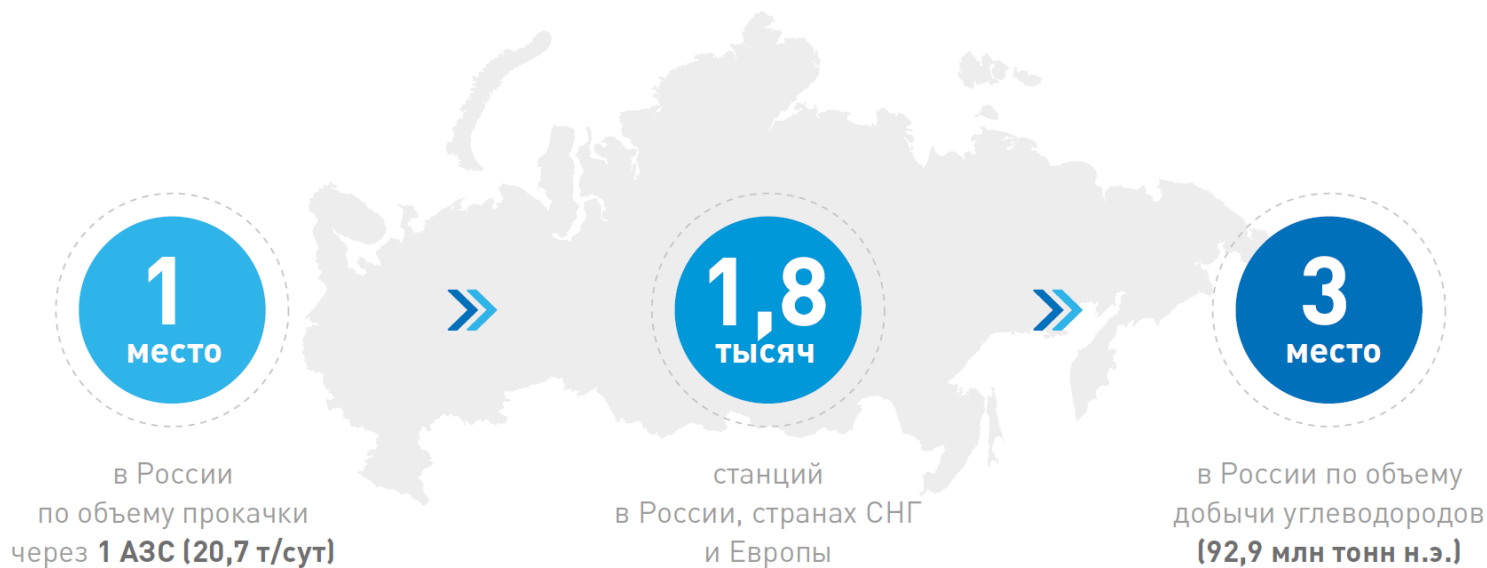 1
место
в России
по объему прокачки
через 1 АЗС (20,7 т/сут)
1,8
тысяч
станций
в России, странах СНГ
и Европы
3
место
в России по объему
добычи углеводородов
(92,9 млн тонн н.э.)